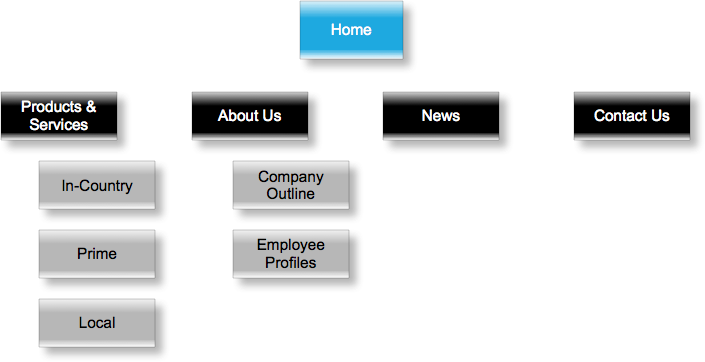 Home
Products &
Services
About Us
News
Contact Us
In-Country
Company
Outline
Prime
Employee
Profiles
Local